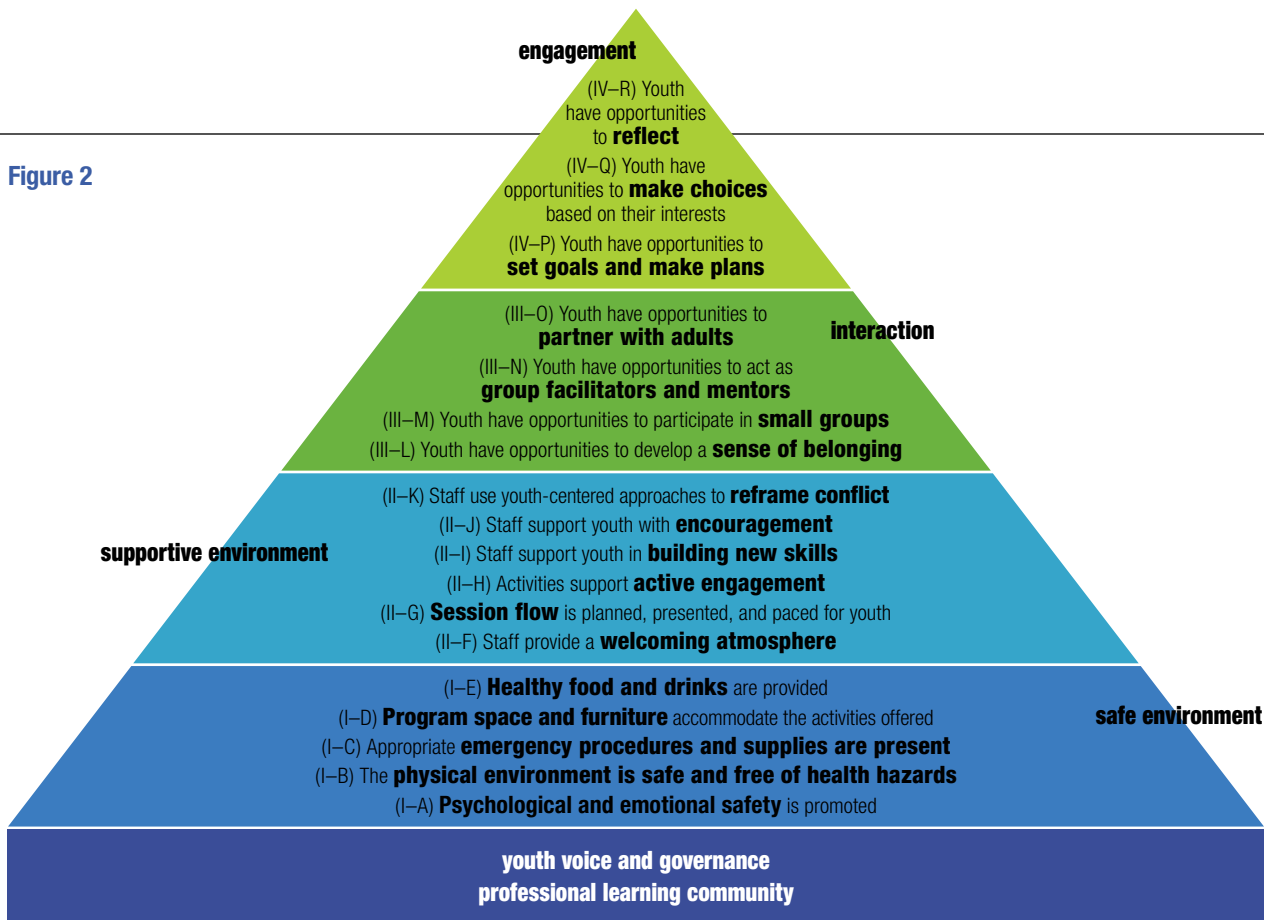 engagement
(IV–R) Youth
have opportunities
to reflect
Figure 2
(IV–Q) Youth have
opportunities to make choices
based on their interests
(IV–P) Youth have opportunities to
set goals and make plans
(III–O) Youth have opportunities to
partner with adults
interaction
(III–N) Youth have opportunities to act as
group facilitators and mentors
(III–M) Youth have opportunities to participate in small groups
(III–L) Youth have opportunities to develop a sense of belonging
(II–K) Staff use youth-centered approaches to reframe conflict
(II–J) Staff support youth with encouragement
supportive environment
(II–I) Staff support youth in building new skills
(II–H) Activities support active engagement
(II–G) Session flow is planned, presented, and paced for youth
(II–F) Staff provide a welcoming atmosphere
(I–E) Healthy food and drinks are provided
(I–D) Program space and furniture accommodate the activities offered
safe environment
(I–C) Appropriate emergency procedures and supplies are present
(I–B) The physical environment is safe and free of health hazards
(I–A) Psychological and emotional safety is promoted
youth voice and governance
professional learning community